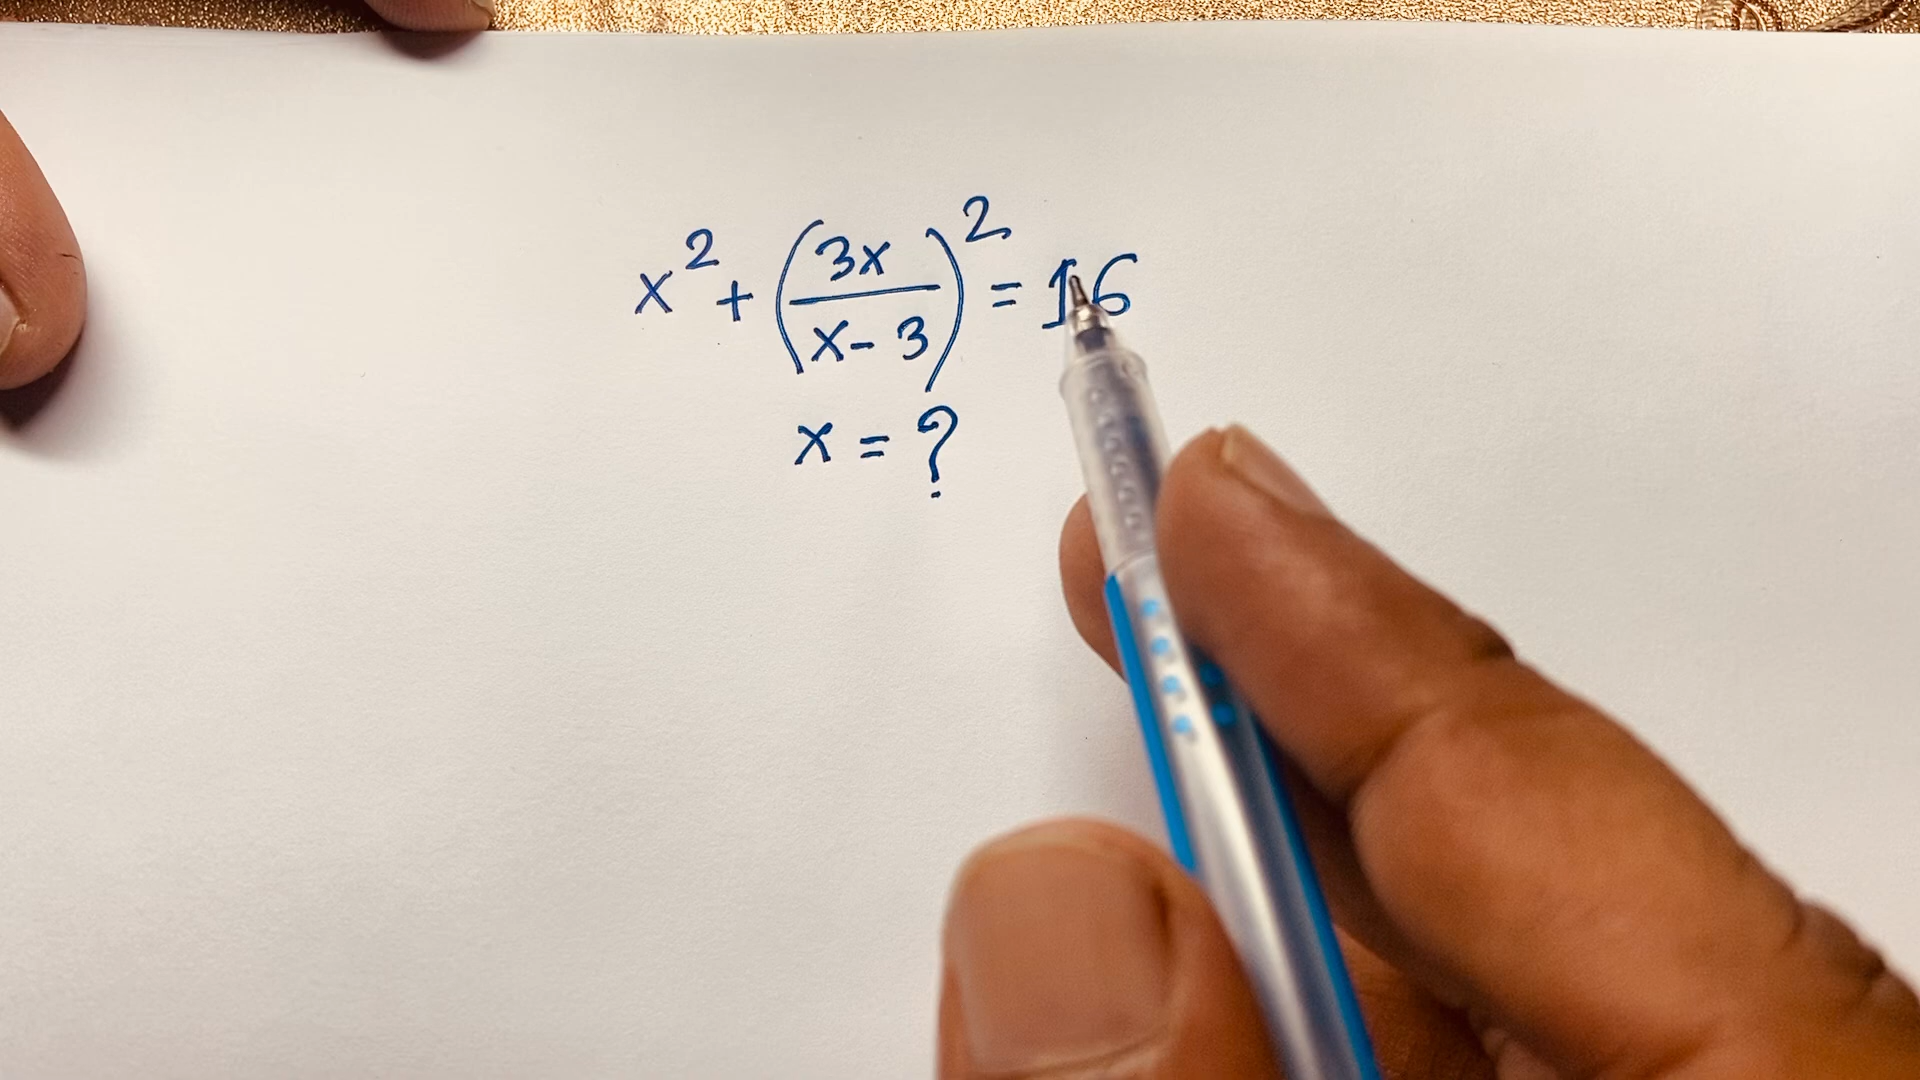 x² + (3x / x - 3)² = 16
x = ?